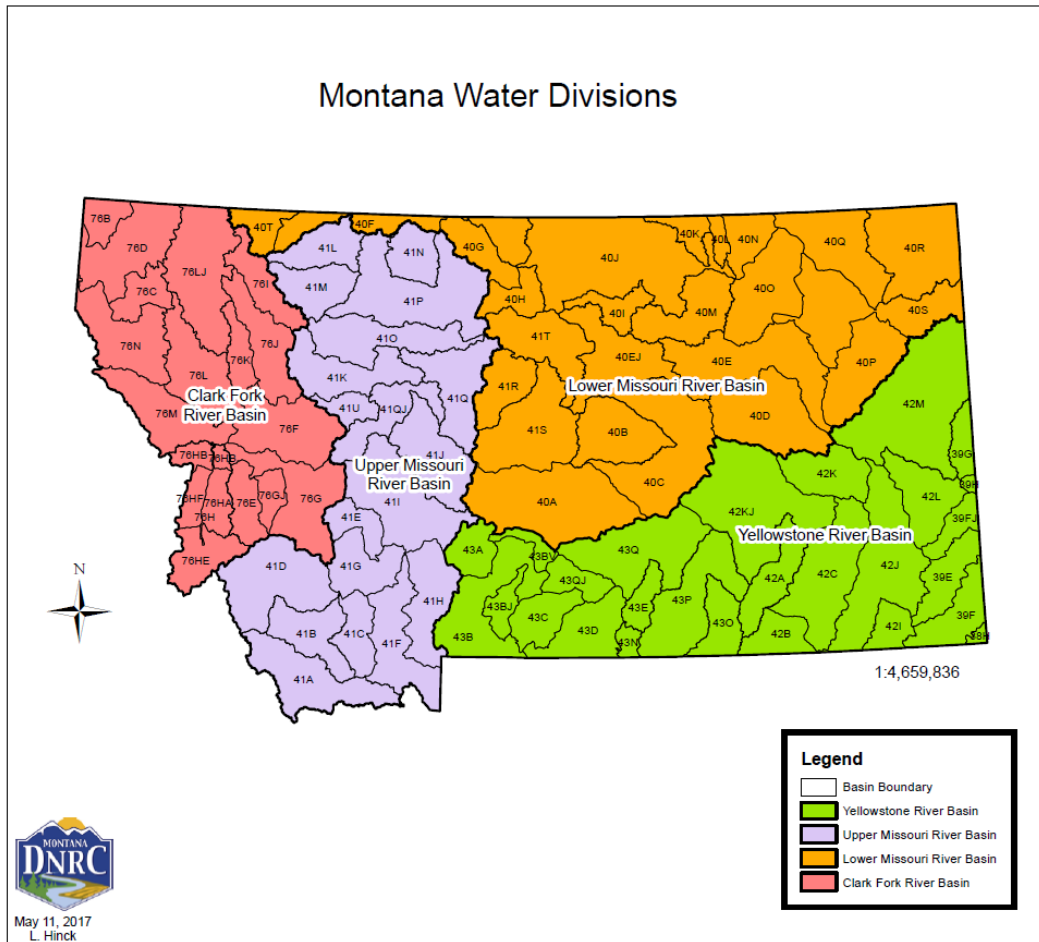 Montana Water Divisions
76B
40T
40F
41L
41N
40G
40K
40L
40N
40Q
40R
76D
40J
76LJ
76I
41M
76C
41P
40H
40I
40M
40O
40S
76N
76J
41O
41T
76K
40EJ
40E
40P
76L
41K
41R
Clark Fork
River Basin
Lower Missouri River Basin
41Q
42M
76M
41U
41QJ
40D
76F
41S
40B
76HB
76HB
41J
Upper Missouri
River Basin
39G
42K
40C
39H
76HF
76HA
76E
76GJ
76G
41I
40A
42L
76H
41E
42KJ
39FJ
Yellowstone River Basin
43A
43BV
43Q
76HE
41D
41G
42J
N
43QJ
42A
42C
39E
41H
43BJ
43E
43P
43C
39F
41B
41C
43D
43O
42I
43B
43N
42B
38H
41F
41A
1:4,659,836
Legend
Basin Boundary
Yellowstone River Basin
Upper Missouri River Basin
Lower Missouri River Basin
Clark Fork River Basin
MONTANA
DNRC
May 11, 2017
L. Hinck